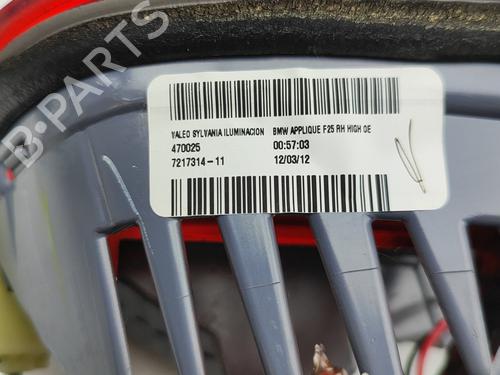 B-PARTS
VALEO SYLVANIA ILUMINACION BMW APPLIQUE F25 RH HIGH OE
470025 00:57:03
7217314-11 12/03/12